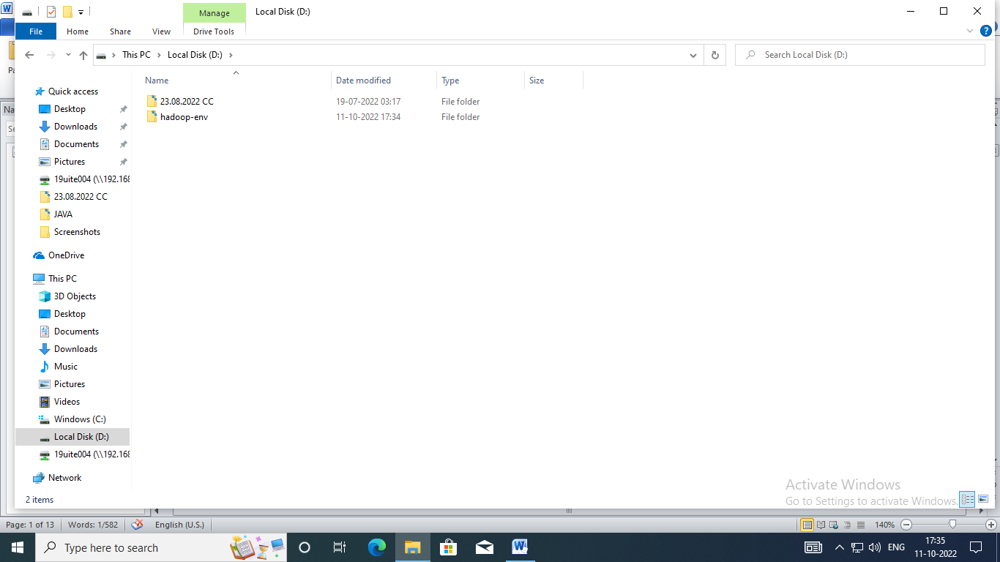 Manage
Local Disk (D:)
File
Home
Share
View
Drive Tools
This PC
Local Disk (D:)
Search Local Disk (D:)
Name
Date modified
Type
Size
23.08.2022 CC
19-07-2022 03:17
File folder
hadoop-env
11-10-2022 17:34
File folder
Quick access
Desktop
Downloads
Documents
Pictures
19uite004 (\\192.168
23.08.2022 CC
JAVA
Screenshots
OneDrive
This PC
3D Objects
Desktop
Documents
Downloads
Music
Pictures
Videos
Windows (C:)
Local Disk (D:)
19uite004 (\\192.168
Network
2 items
Activate Windows
Go to Settings to activate Windows.
Page: 1 of 13
Words: 1/582
English (U.S.)
140%
Type here to search
ENG
17:35
11-10-2022